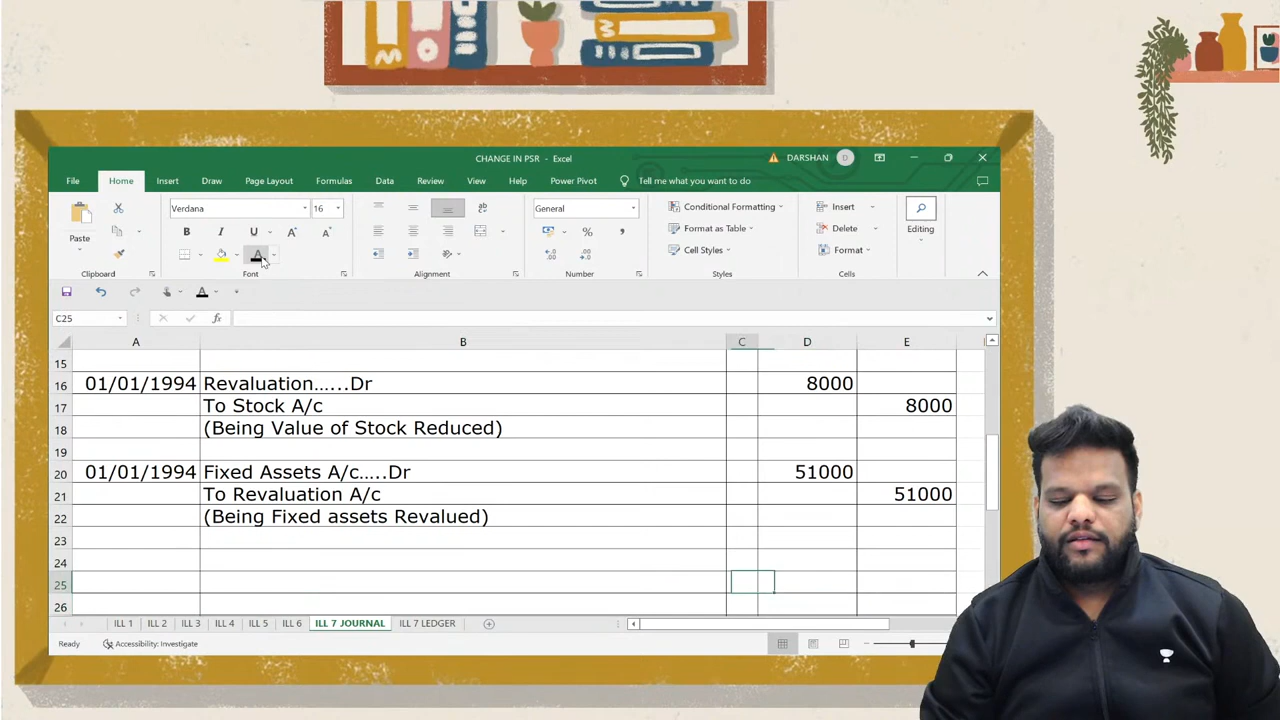 CHANGE IN PSR - Excel
DARSHAN D
File Home Insert Draw Page Layout Formulas Data Review View Help Power Pivot Tell me what you want to do
Paste
Clipboard
Verdana 16
B I U A A
A
Font
ab
Alignment
General
% ,
Number
Conditional Formatting
Format as Table
Cell Styles
Styles
Insert
Delete
Format
Cells
Editing
A
C25 fx
A B C D E
15
16 01/01/1994 Revaluation…...Dr 8000
17 To Stock A/c 8000
18 (Being Value of Stock Reduced)
19
20 01/01/1994 Fixed Assets A/c…..Dr 51000
21 To Revaluation A/c 51000
22 (Being Fixed assets Revalued)
23
24
25
26
ILL 1 ILL 2 ILL 3 ILL 4 ILL 5 ILL 6 ILL 7 JOURNAL ILL 7 LEDGER
Ready Accessibility: Investigate